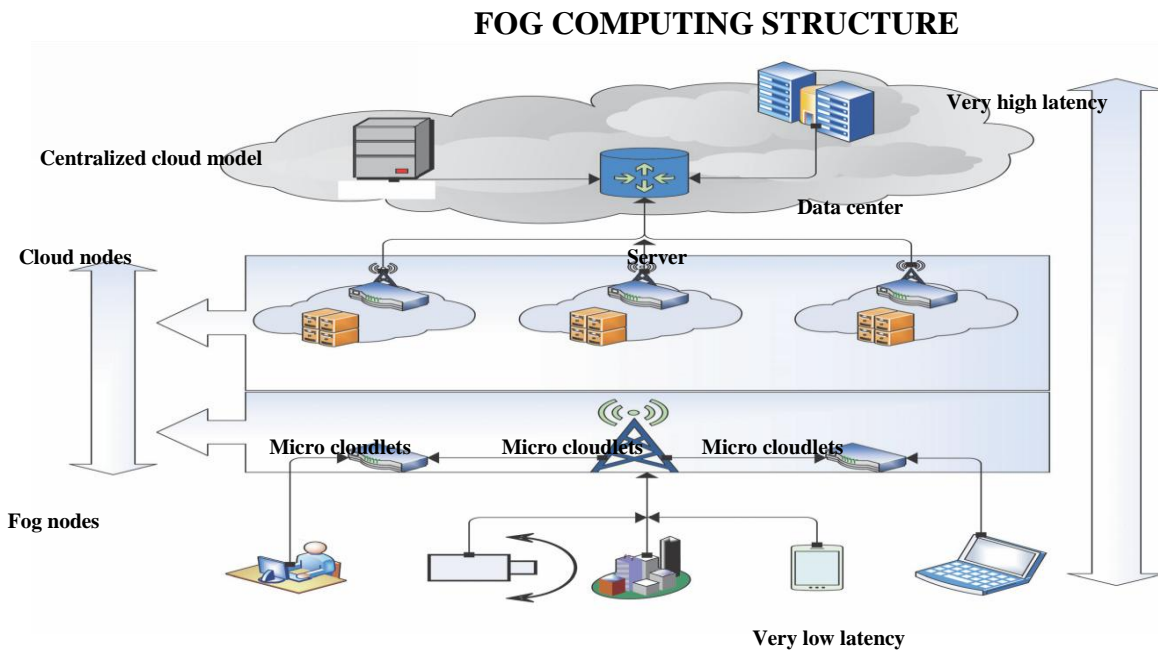 FOG COMPUTING STRUCTURE
Very high latency
Centralized cloud model
Data center
Cloud nodes
Server
Micro cloudlets
Micro cloudlets
Micro cloudlets
Fog nodes
Very low latency